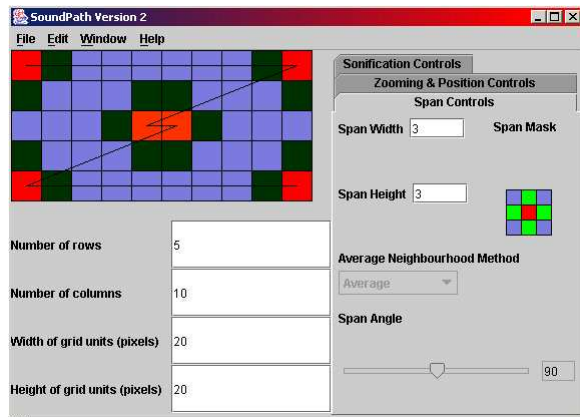 SoundPath Version 2
File Edit Window Help
Sonification Controls
Zooming & Position Controls
Span Controls
Span Width 3 Span Mask
Span Height 3
Average Neighbourhood Method
Average
Span Angle
90
Number of rows 5
Number of columns 10
Width of grid units (pixels) 20
Height of grid units (pixels) 20